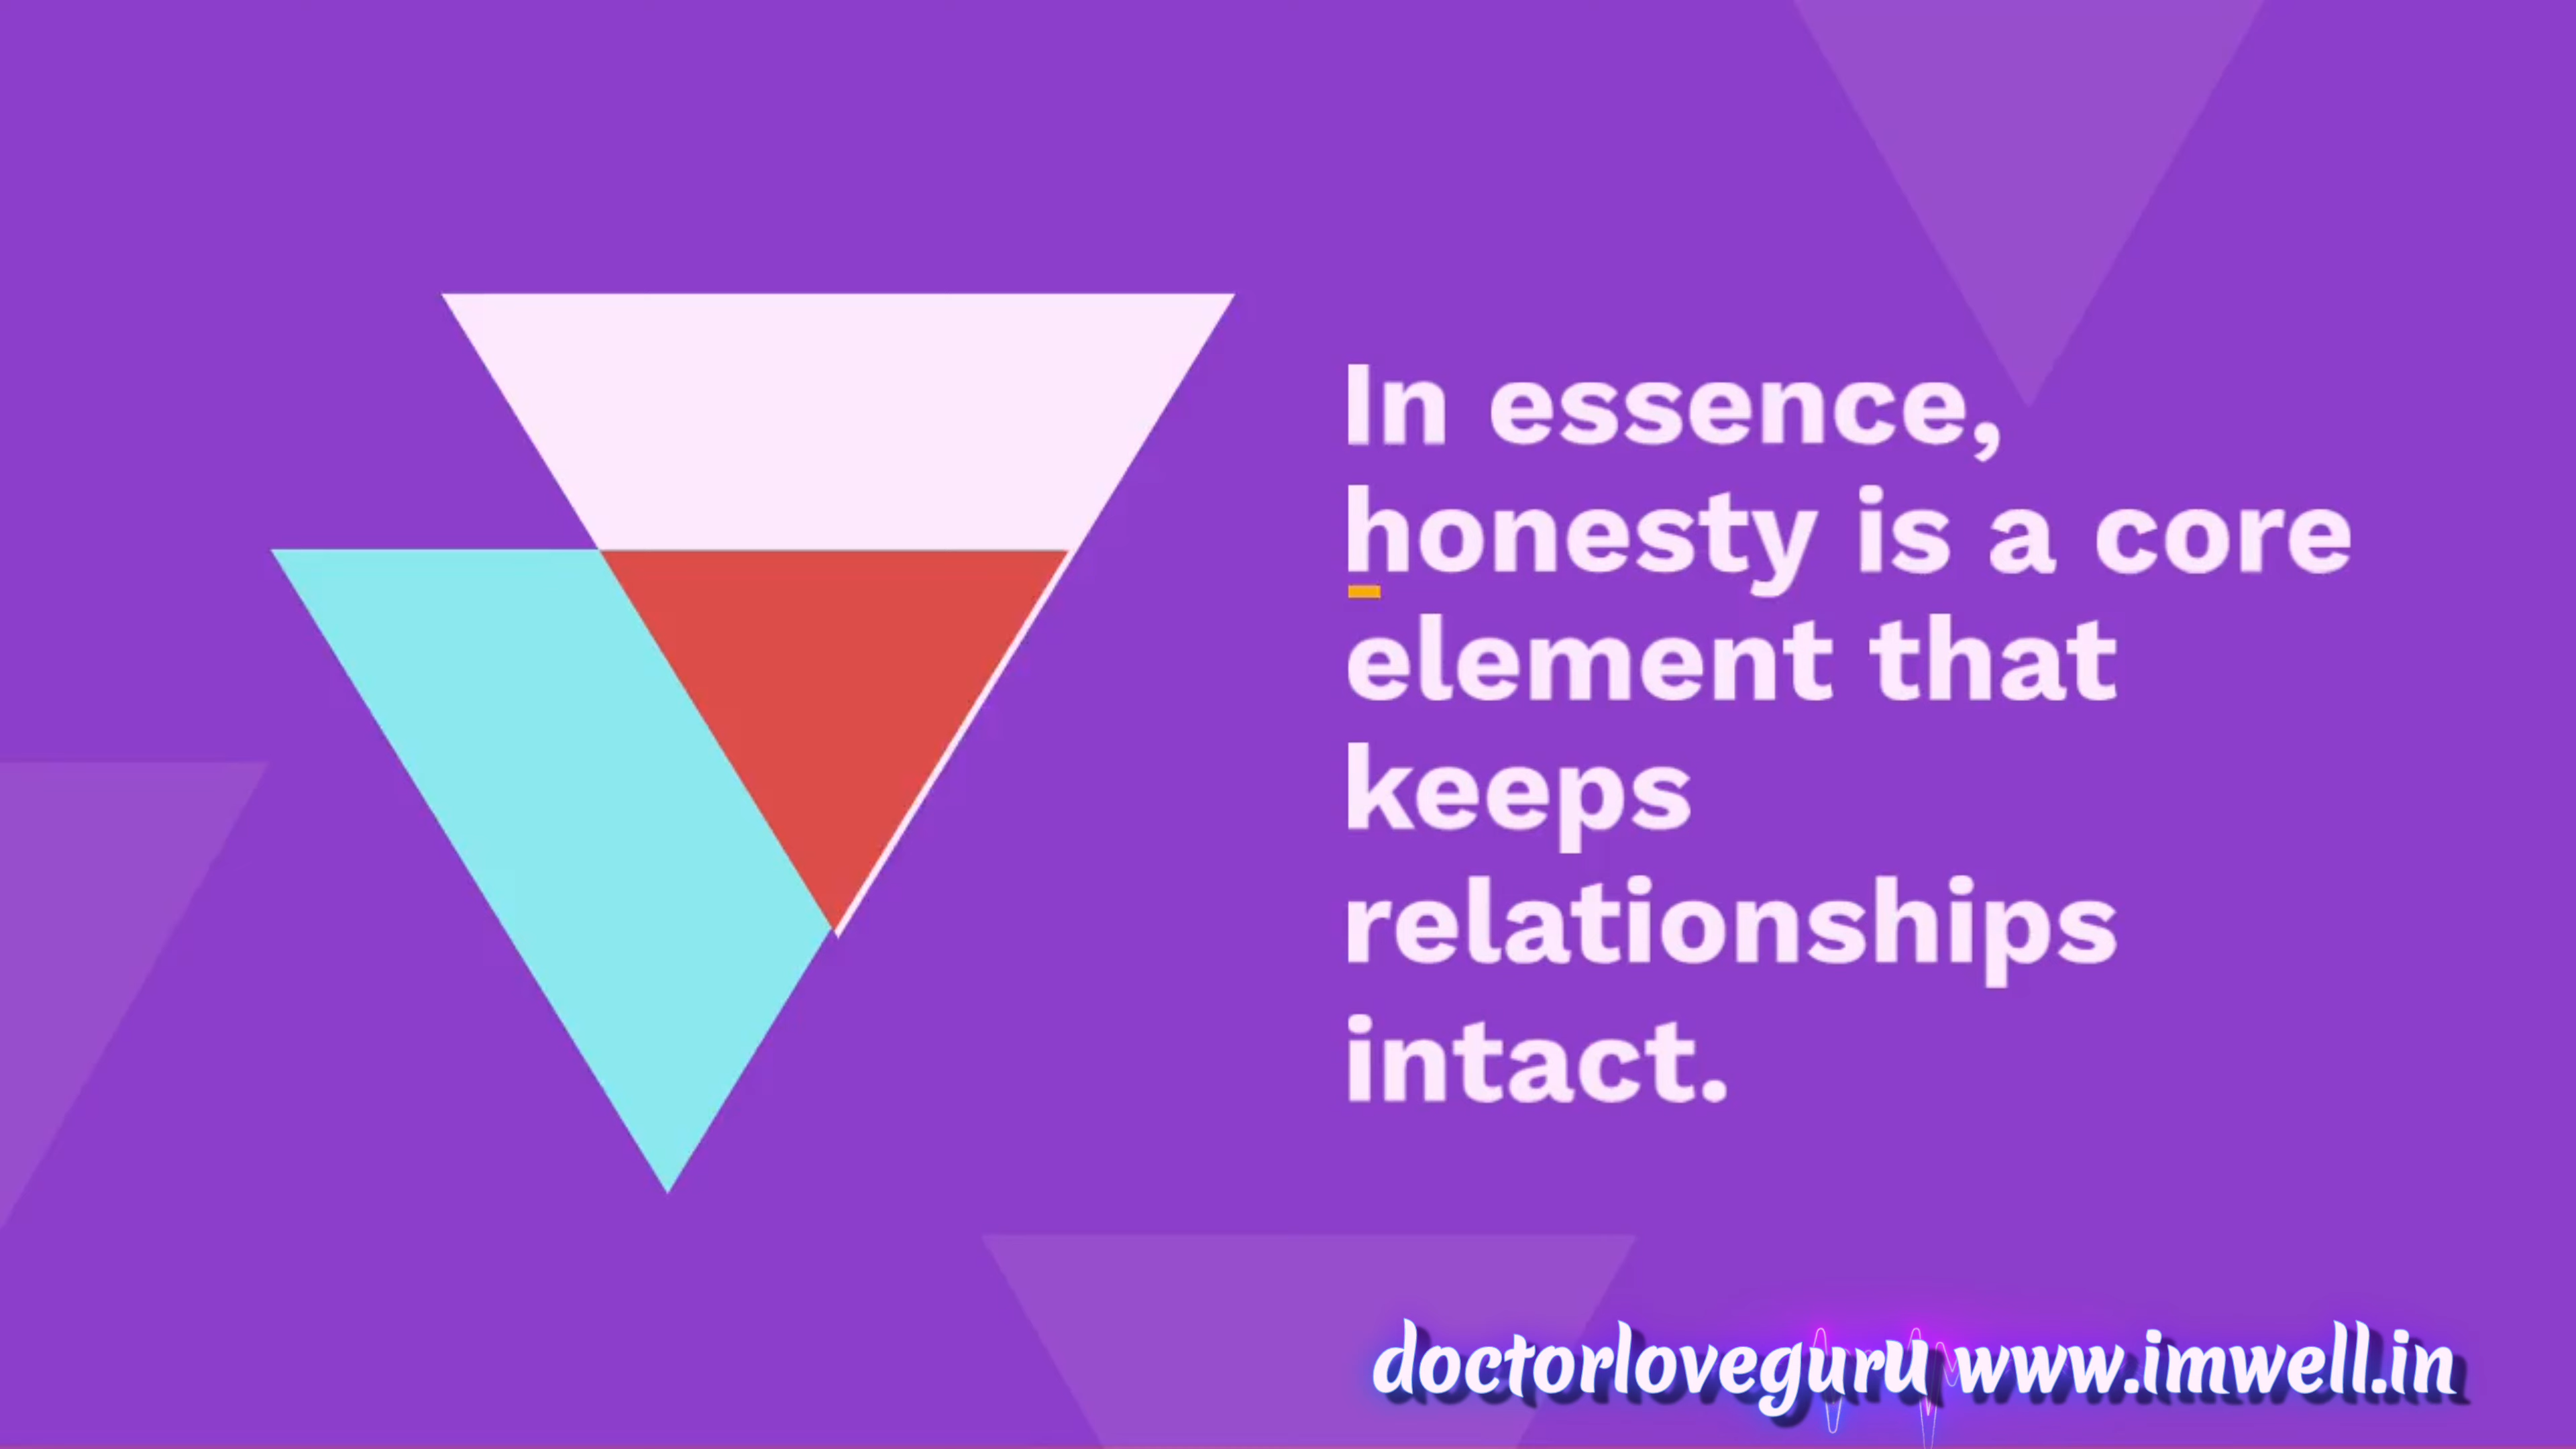 In essence,
honesty is a core
element that
keeps
relationships
intact.
doctorloveguru www.imwell.in